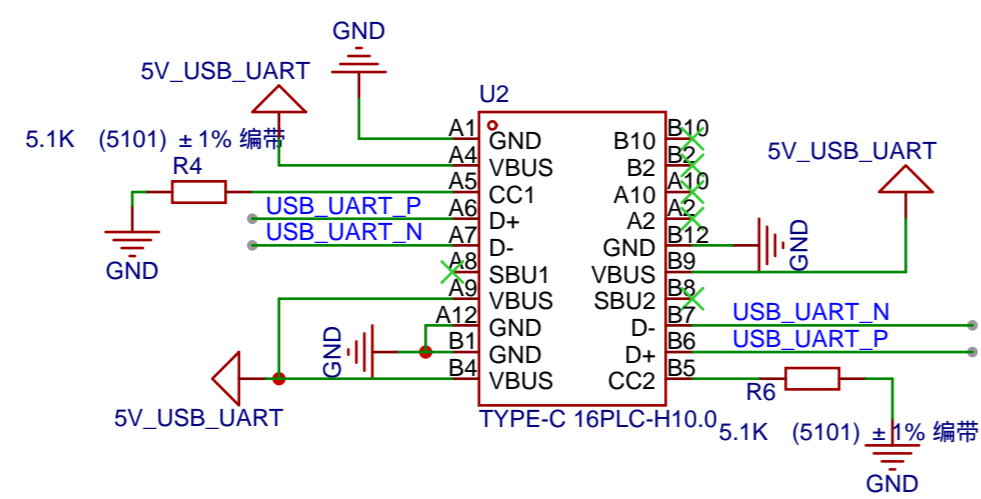 GND
5V_USB_UART
U2
5.1K (5101) ±1% 编带
R4
A1 GND B10 B10
A4 VBUS B2 B2
A5 CC1 A10 A10
USB_UART_P A6 D+ A2 A2
USB_UART_N A7 D- GND B12 GND
A8 SBU1 VBUS B9
A9 VBUS SBU2 B8
A12 GND D- B7 USB_UART_N
GND B1 GND D+ B6 USB_UART_P
B4 VBUS CC2 B5
5V_USB_UART
GND
5V_USB_UART
R6
TYPE-C 16PLC-H10.0
5.1K (5101) ±1% 编带
GND